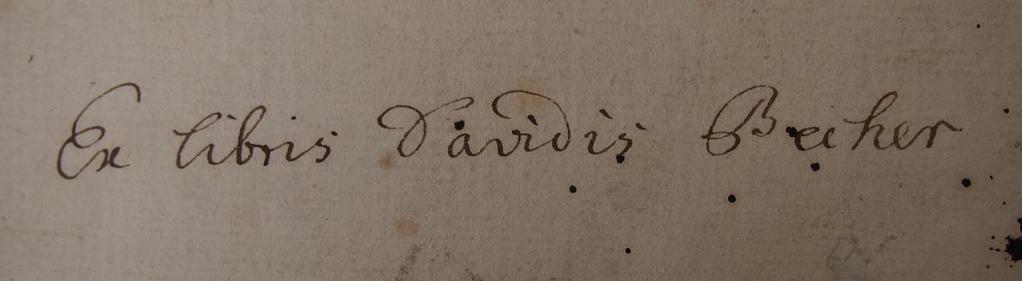 Ex libris Davidis Becher